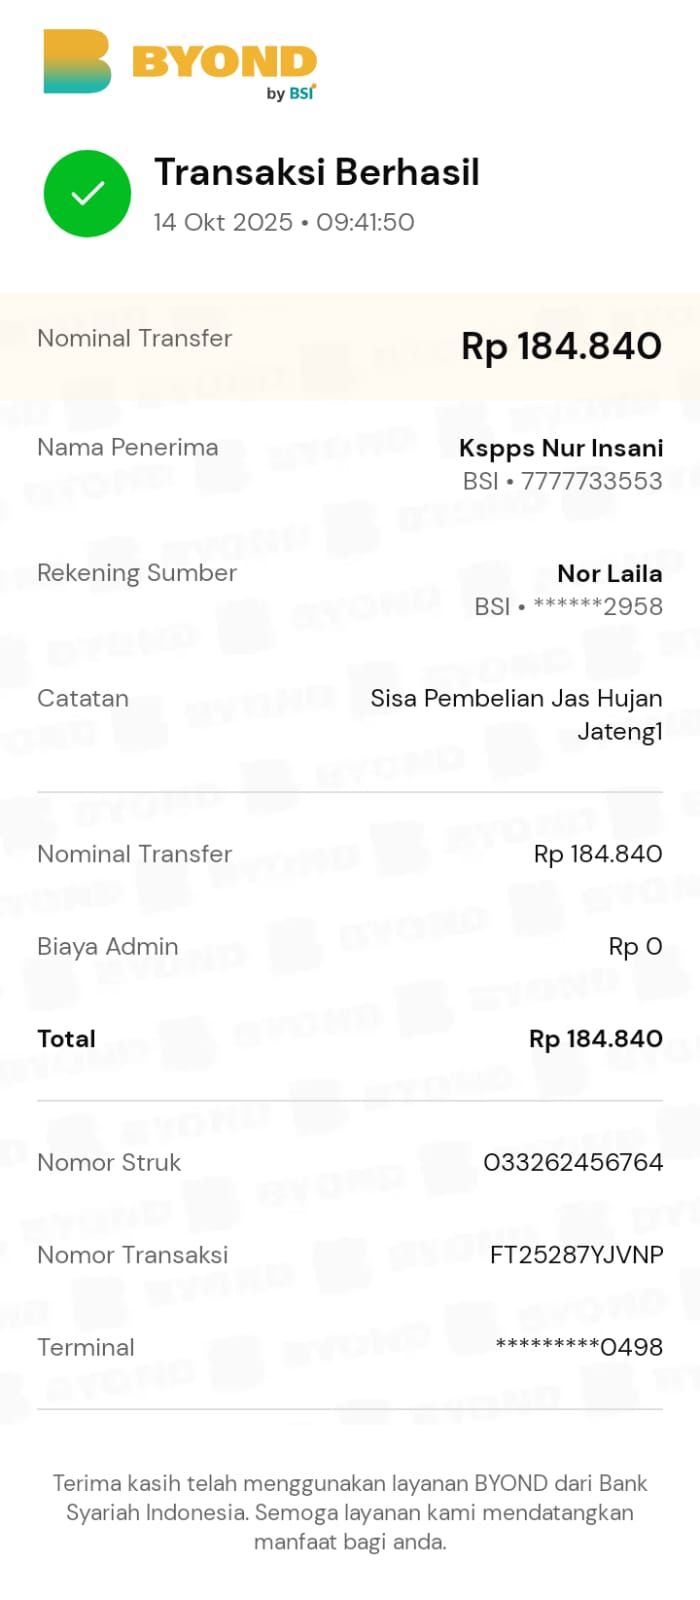 BYOND
by BSI
Transaksi Berhasil
14 Okt 2025 • 09:41:50
Nominal Transfer
Rp 184.840
Nama Penerima
Kspps Nur Insani
BSI • 7777733553
Rekening Sumber
Nor Laila
BSI • ******2958
Catatan
Sisa Pembelian Jas Hujan
Jateng1
Nominal Transfer
Rp 184.840
Biaya Admin
Rp 0
Total
Rp 184.840
Nomor Struk
033262456764
Nomor Transaksi
FT25287YJVNP
Terminal
*********0498
Terima kasih telah menggunakan layanan BYOND dari Bank
Syariah Indonesia. Semoga layanan kami mendatangkan
manfaat bagi anda.